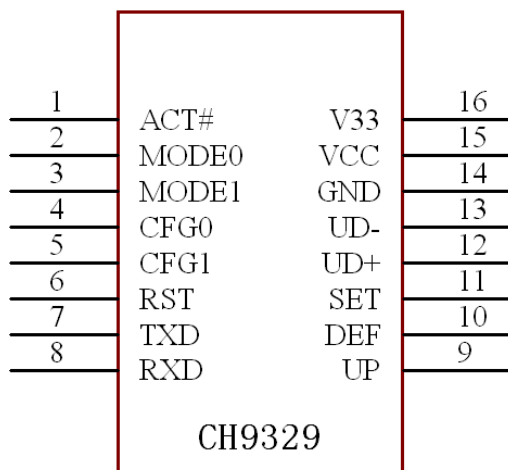 1 ACT# V33 16
2 MODE0 VCC 15
3 MODE1 GND 14
4 CFG0 UD- 13
5 CFG1 UD+ 12
6 RST SET 11
7 TXD DEF 10
8 RXD UP 9
CH9329